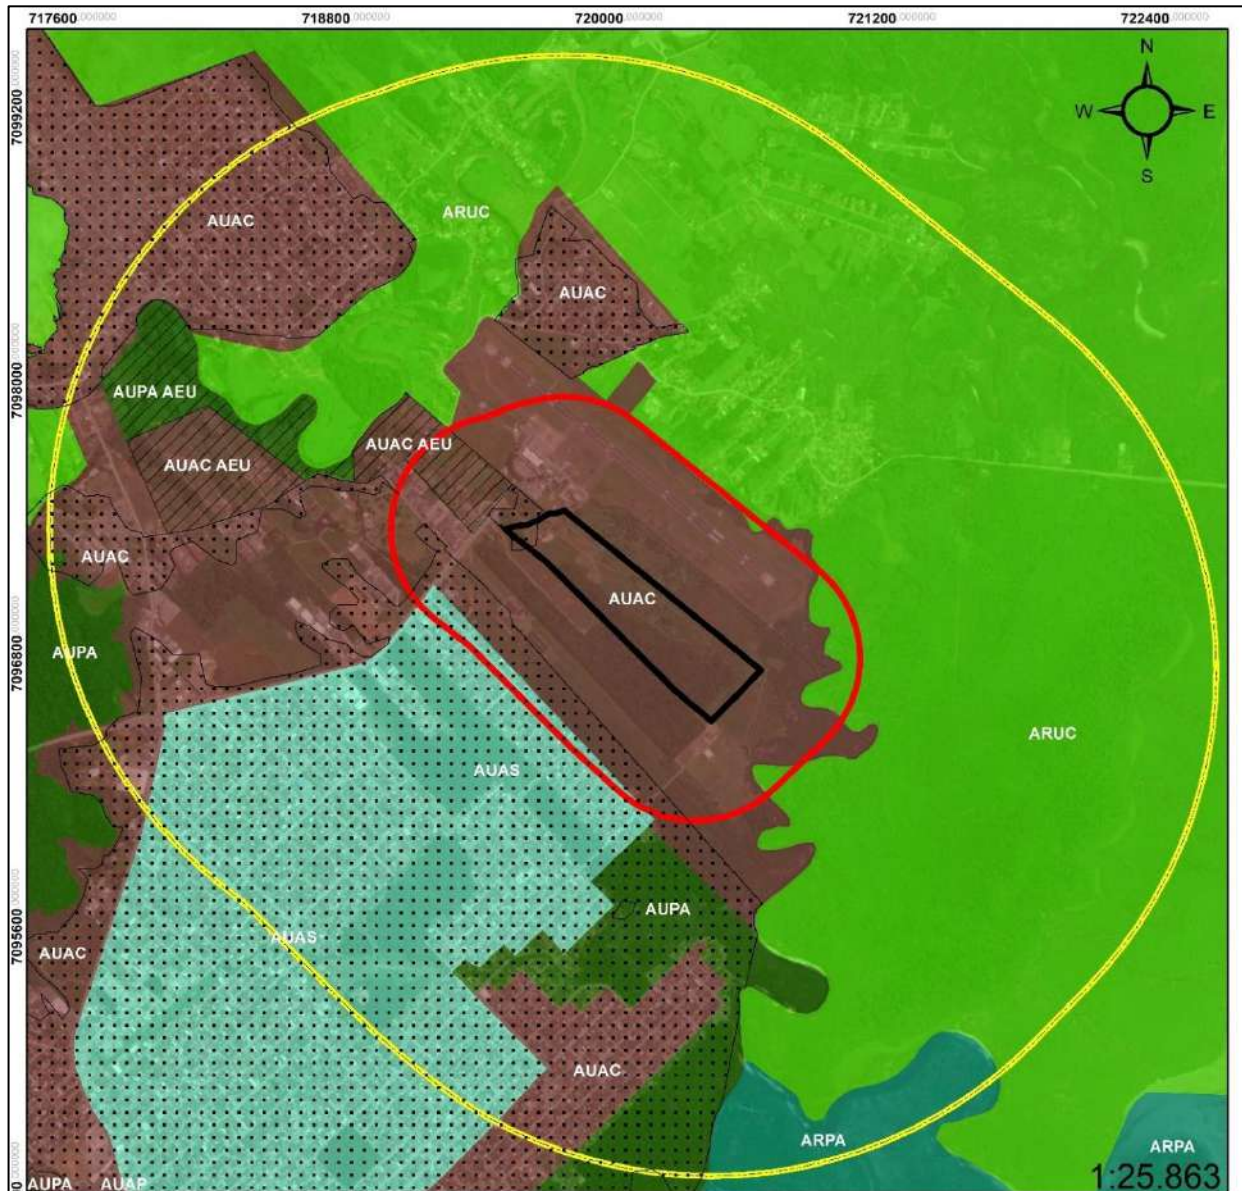 717600,000000 718800,000000 720000,000000 721200,000000 722400,000000
7099200,000000
N
W E
S
AUAC
ARUC
AUAC
7098000,000000
AUPA AEU
AUAC AEU
AUAC AEU
AUAC
AUAC
7096800,000000
AUPA
ARUC
AUAS
AUPA
7095600,000000
AUAS
AUAC
AUAC
ARPA
ARPA
1:25.863
AUPA AUAP